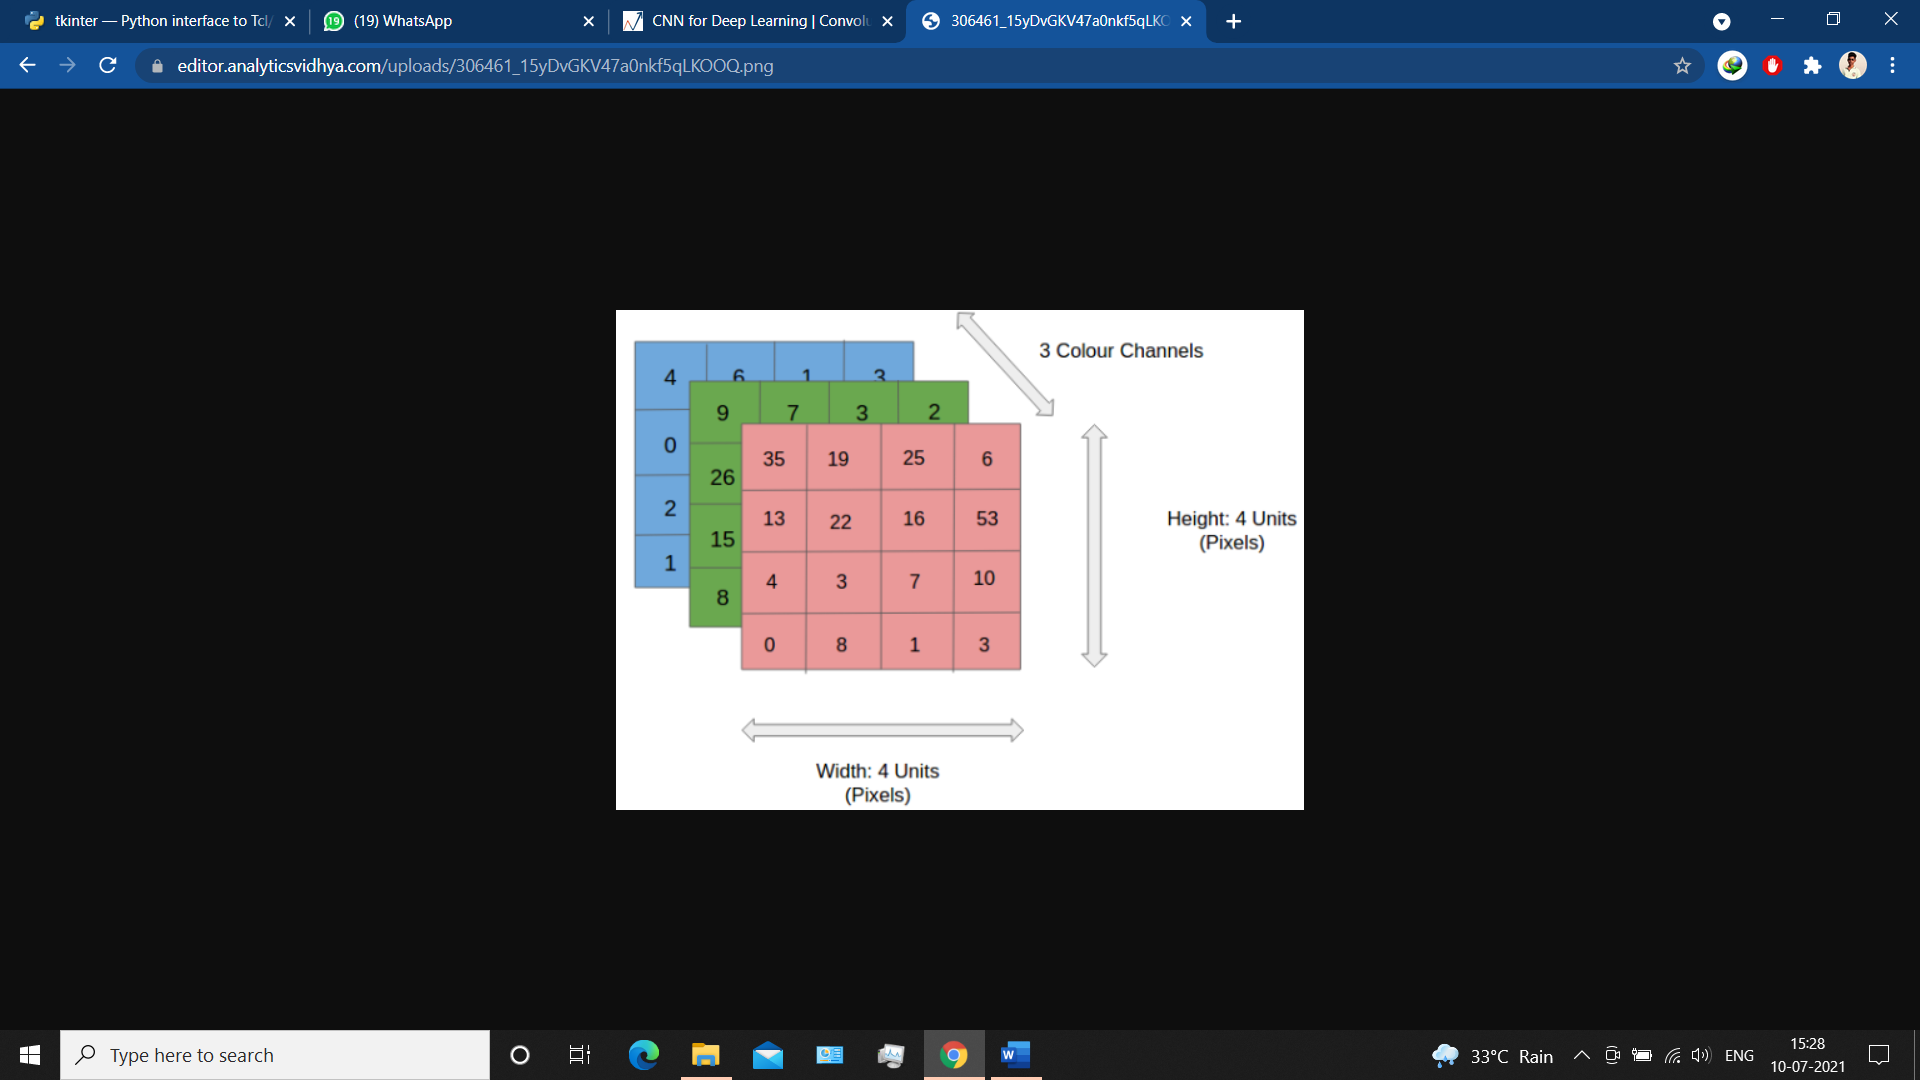 tkinter — Python interface to Tcl/
(19) WhatsApp
CNN for Deep Learning | Convolu
306461_15yDvGKV47a0nkf5qLKO
editor.analyticsvidhya.com/uploads/306461_15yDvGKV47a0nkf5qLKOOQ.png
3 Colour Channels
4 6 1 3
9 7 3 2
0
35 19 25 6
26
2
13 22 16 53
15
Height: 4 Units
(Pixels)
1
4 3 7 10
8
0 8 1 3
Width: 4 Units
(Pixels)
Type here to search
33°C Rain
ENG
15:28
10-07-2021